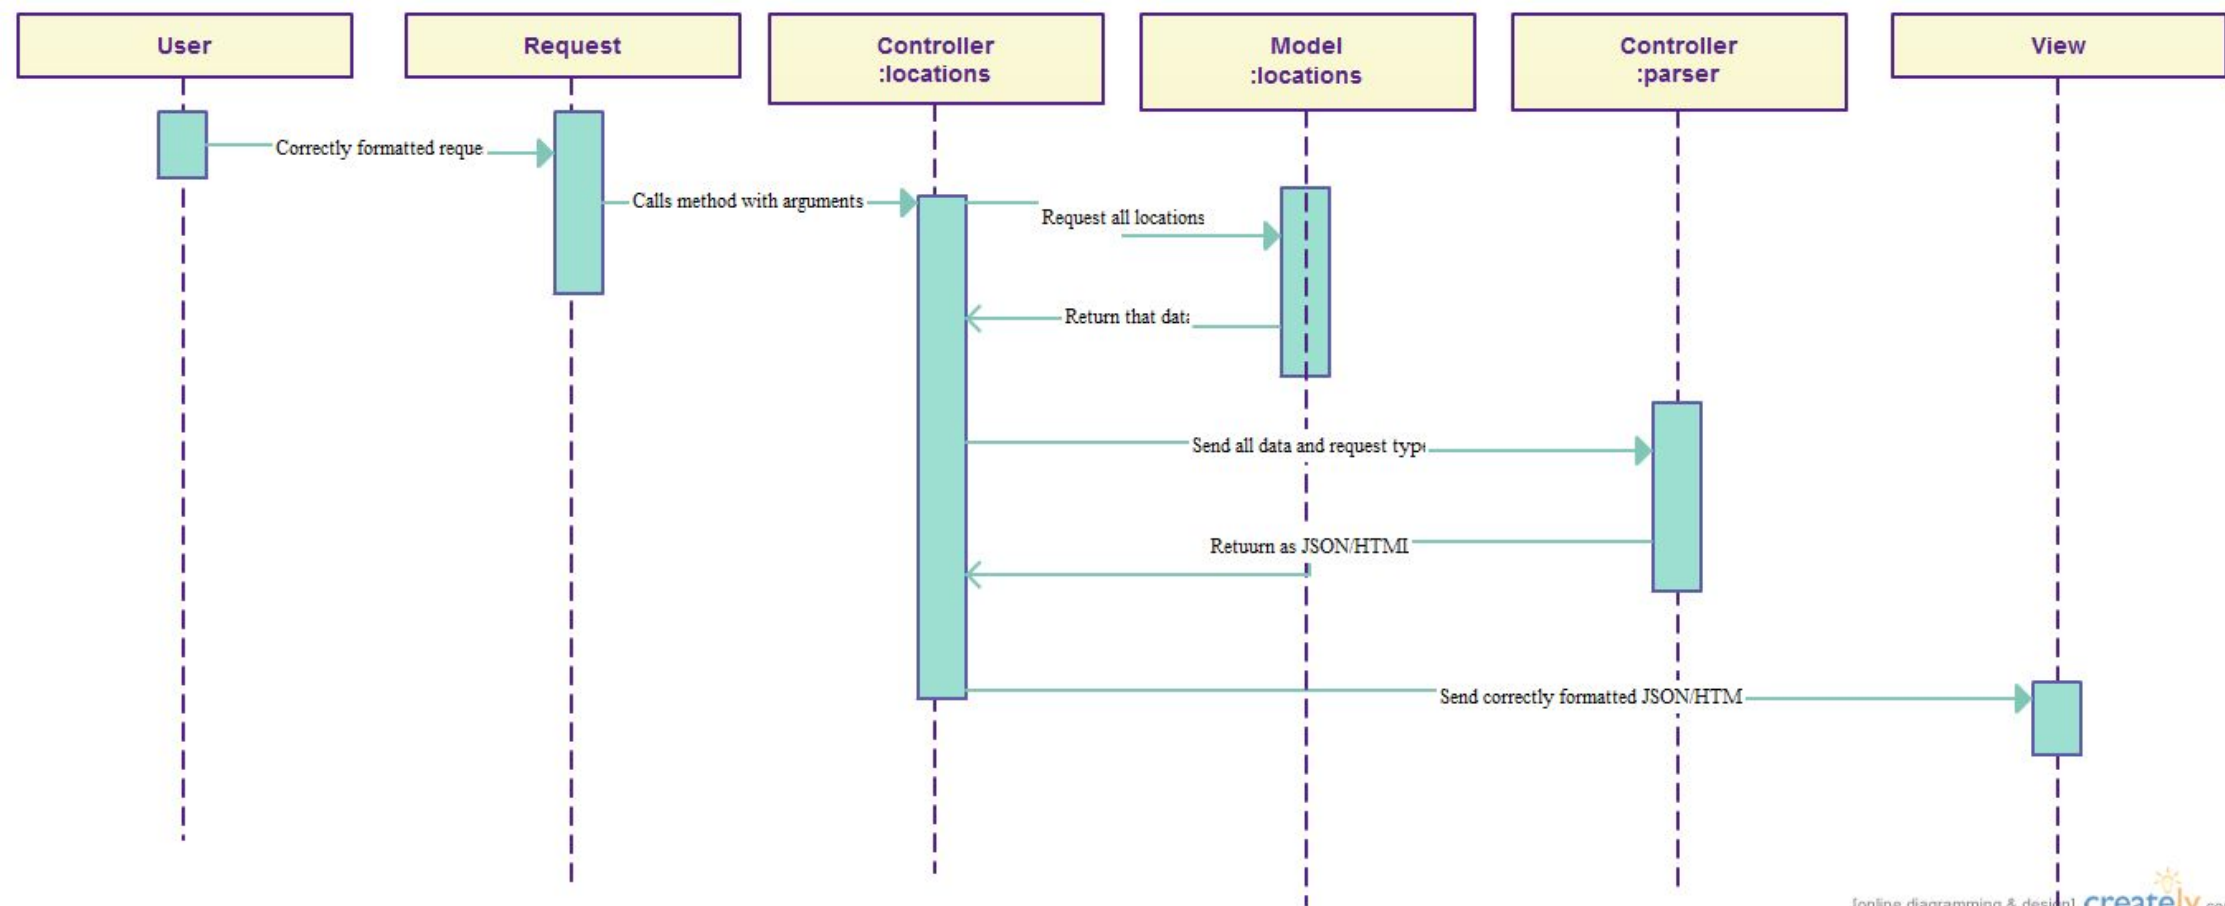 User
Request
Controller
:locations
Model
:locations
Controller
:parser
View
Correctly formatted reque
Calls method with arguments
Request all locations
Return that data
Send all data and request type
Retuurn as JSON/HTMI
Send correctly formatted JSON/HTM
[online diagramming & design] creately